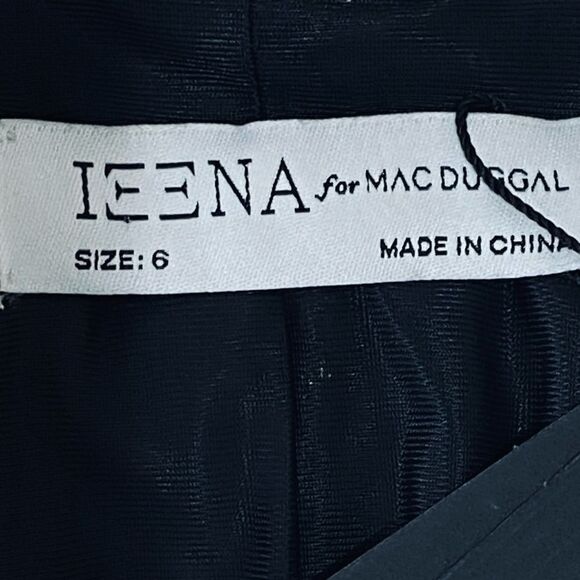 IEENA for MAC DUGGAL
SIZE: 6
MADE IN CHINA